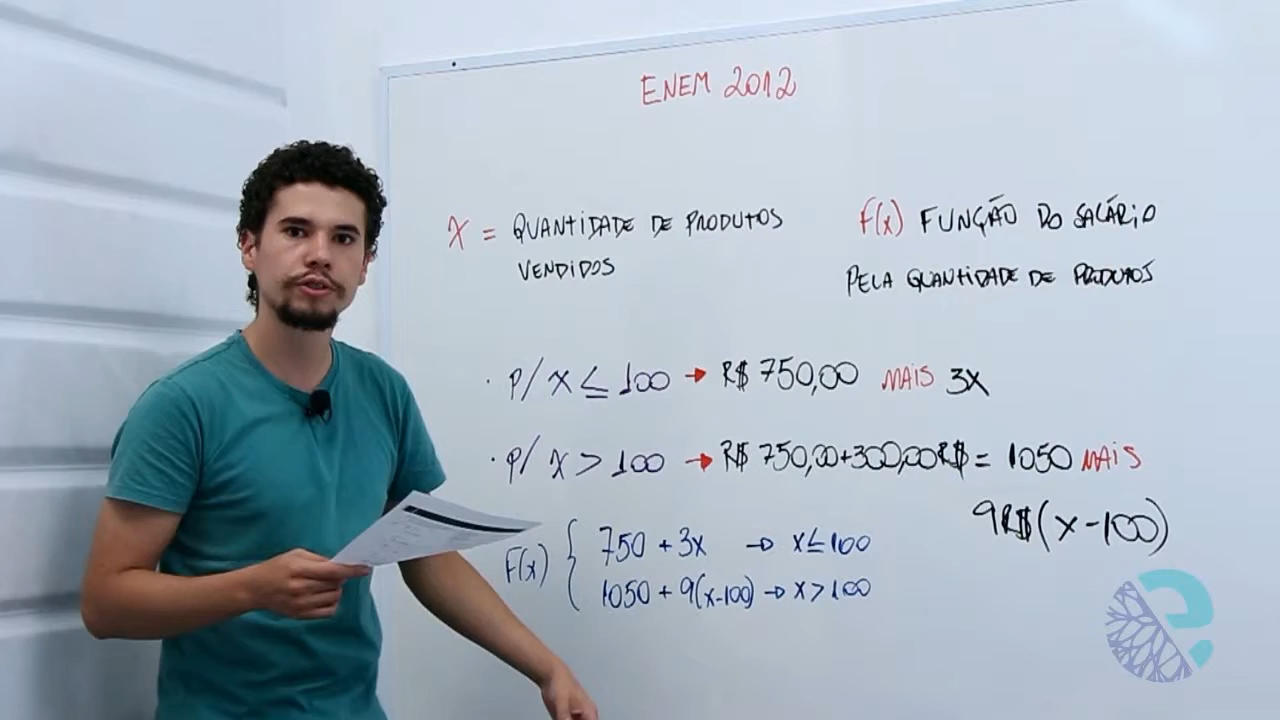 ENEM 2012
X = QUANTIDADE DE PRODUTOS
VENDIDOS
F(x) FUNÇÃO DO SALÁRIO
PELA QUANTIDADE DE PRODUTOS
· P/ X ≤ 100 → R$ 750,00 MAIS 3X
· P/ X > 100 → R$ 750,00+300,00R$ = 1050 MAIS
9R$(x-100)
F(x) { 750 + 3x → x≤100
1050 + 9(x-100) → x>100